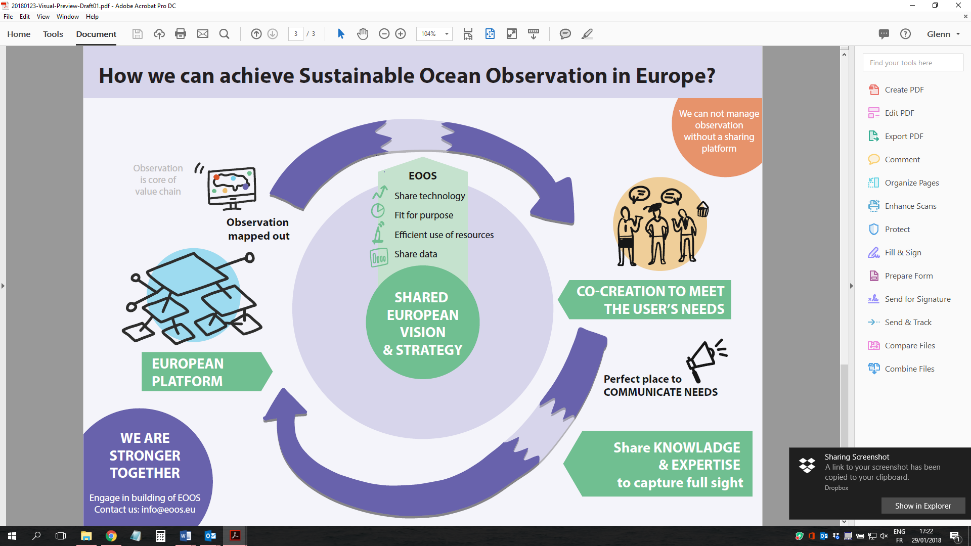 20180123-Visual-Preview-Draft01.pdf - Adobe Acrobat Pro DC
File Edit View Window Help
Home Tools Document
3 / 3
104%
Glenn
How we can achieve Sustainable Ocean Observation in Europe?
We can not manage
observation
without a sharing
platform
Observation
is core of
value chain
Observation
mapped out
EOOS
Share technology
Fit for purpose
Efficient use of resources
Share data
SHARED
EUROPEAN
VISION
& STRATEGY
CO-CREATION TO MEET
THE USER'S NEEDS
EUROPEAN
PLATFORM
Perfect place to
COMMUNICATE NEEDS
WE ARE
STRONGER
TOGETHER
Engage in building of EOOS
Contact us: info@eoos.eu
Share KNOWLADGE
& EXPERTISE
to capture full sight
Find your tools here
Create PDF
Edit PDF
Export PDF
Comment
Organize Pages
Enhance Scans
Protect
Fill & Sign
Prepare Form
Send for Signature
Send & Track
Compare Files
Combine Files
Sharing Screenshot
A link to your screenshot has been
copied to your clipboard.
Dropbox
Show in Explorer
ENG
FR
17:22
29/01/2018